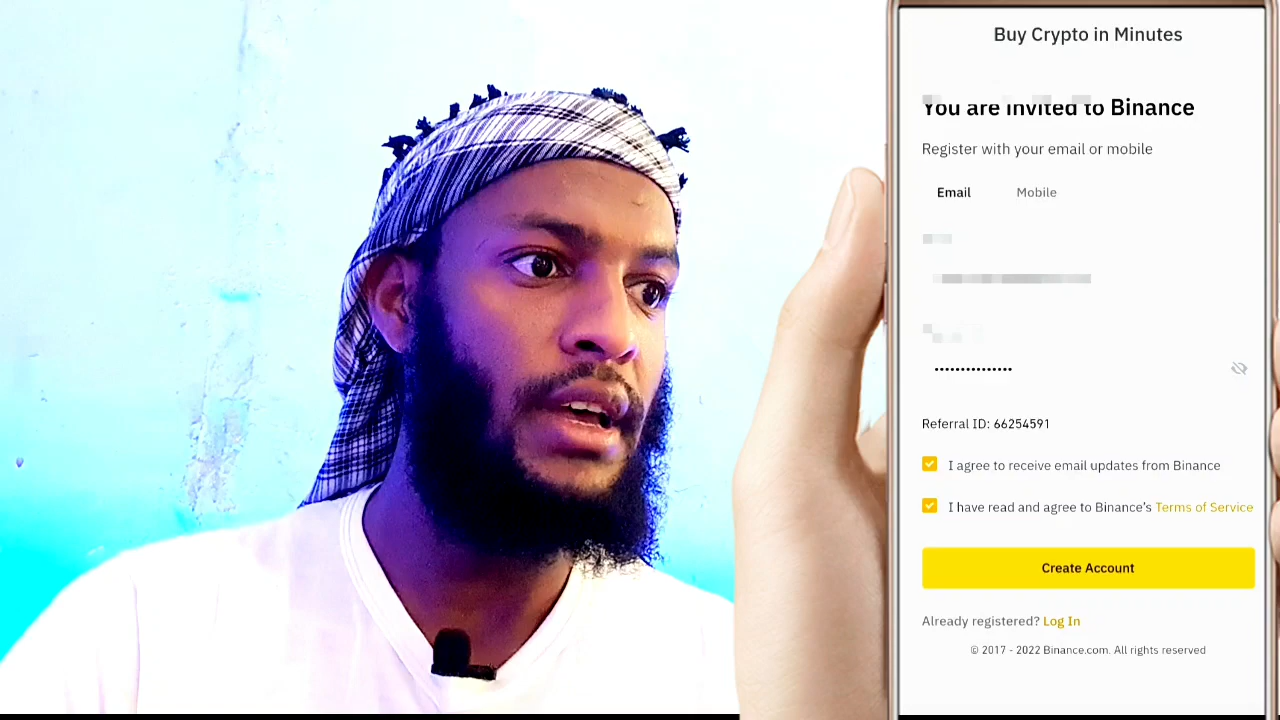 Buy Crypto in Minutes
You are invited to Binance
Register with your email or mobile
Email Mobile
•••••••••••••••
Referral ID: 66254591
I agree to receive email updates from Binance
I have read and agree to Binance's Terms of Service
Create Account
Already registered? Log In
© 2017 - 2022 Binance.com. All rights reserved